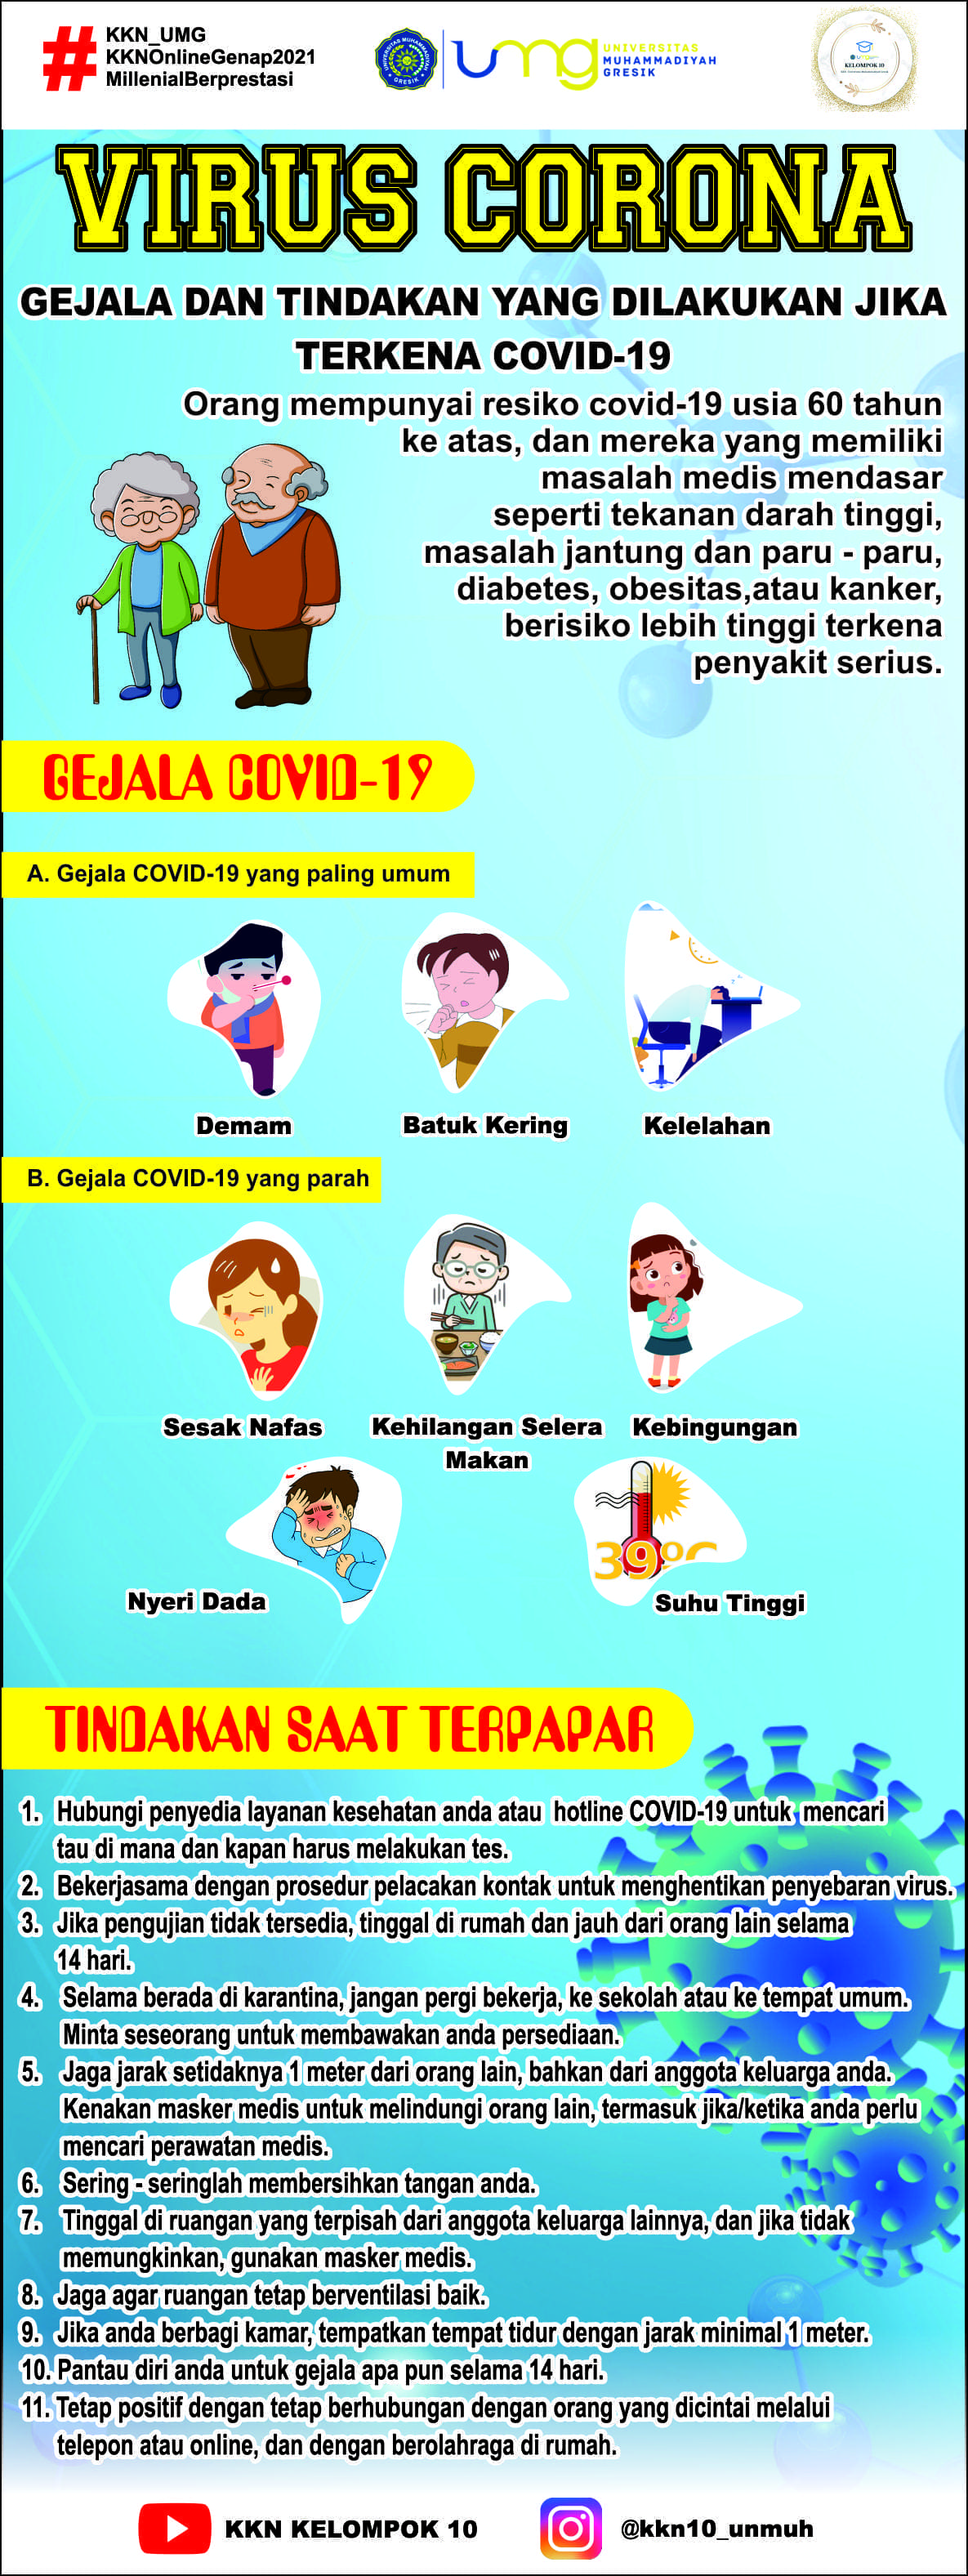 KKN_UMG
KKNOnlineGenap2021
MillenialBerprestasi
#
UNIVERSITAS MUHAMMADIYAH
GRESIK
umg
UNIVERSITAS
MUHAMMADIYAH
GRESIK
KELOMPOK 10
VIRUS CORONA
GEJALA DAN TINDAKAN YANG DILAKUKAN JIKA
TERKENA COVID-19
Orang mempunyai resiko covid-19 usia 60 tahun
ke atas, dan mereka yang memiliki
masalah medis mendasar
seperti tekanan darah tinggi,
masalah jantung dan paru - paru,
diabetes, obesitas,atau kanker,
berisiko lebih tinggi terkena
penyakit serius.
GEJALA COVID-19
A. Gejala COVID-19 yang paling umum
Demam
Batuk Kering
Kelelahan
B. Gejala COVID-19 yang parah
Sesak Nafas
Kehilangan Selera
Makan
Kebingungan
39°C
Nyeri Dada
Suhu Tinggi
TINDAKAN SAAT TERPAPAR
1. Hubungi penyedia layanan kesehatan anda atau hotline COVID-19 untuk mencari
tau di mana dan kapan harus melakukan tes.
2. Bekerjasama dengan prosedur pelacakan kontak untuk menghentikan penyebaran virus.
3. Jika pengujian tidak tersedia, tinggal di rumah dan jauh dari orang lain selama
14 hari.
4. Selama berada di karantina, jangan pergi bekerja, ke sekolah atau ke tempat umum.
Minta seseorang untuk membawakan anda persediaan.
5. Jaga jarak setidaknya 1 meter dari orang lain, bahkan dari anggota keluarga anda.
Kenakan masker medis untuk melindungi orang lain, termasuk jika/ketika anda perlu
mencari perawatan medis.
6. Sering - seringlah membersihkan tangan anda.
7. Tinggal di ruangan yang terpisah dari anggota keluarga lainnya, dan jika tidak
memungkinkan, gunakan masker medis.
8. Jaga agar ruangan tetap berventilasi baik.
9. Jika anda berbagi kamar, tempatkan tempat tidur dengan jarak minimal 1 meter.
10. Pantau diri anda untuk gejala apa pun selama 14 hari.
11. Tetap positif dengan tetap berhubungan dengan orang yang dicintai melalui
telepon atau online, dan dengan berolahraga di rumah.
KKN KELOMPOK 10
@kkn10_unmuh